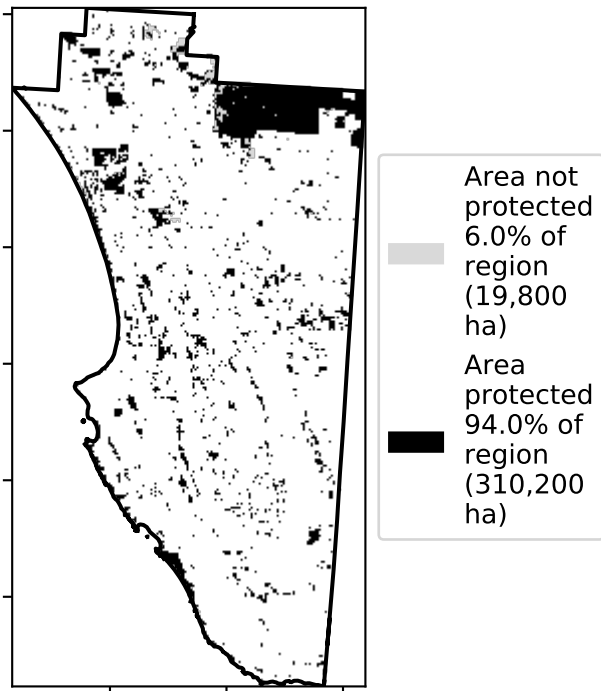 Area not
protected
6.0% of
region
(19,800
ha)
Area
protected
94.0% of
region
(310,200
ha)